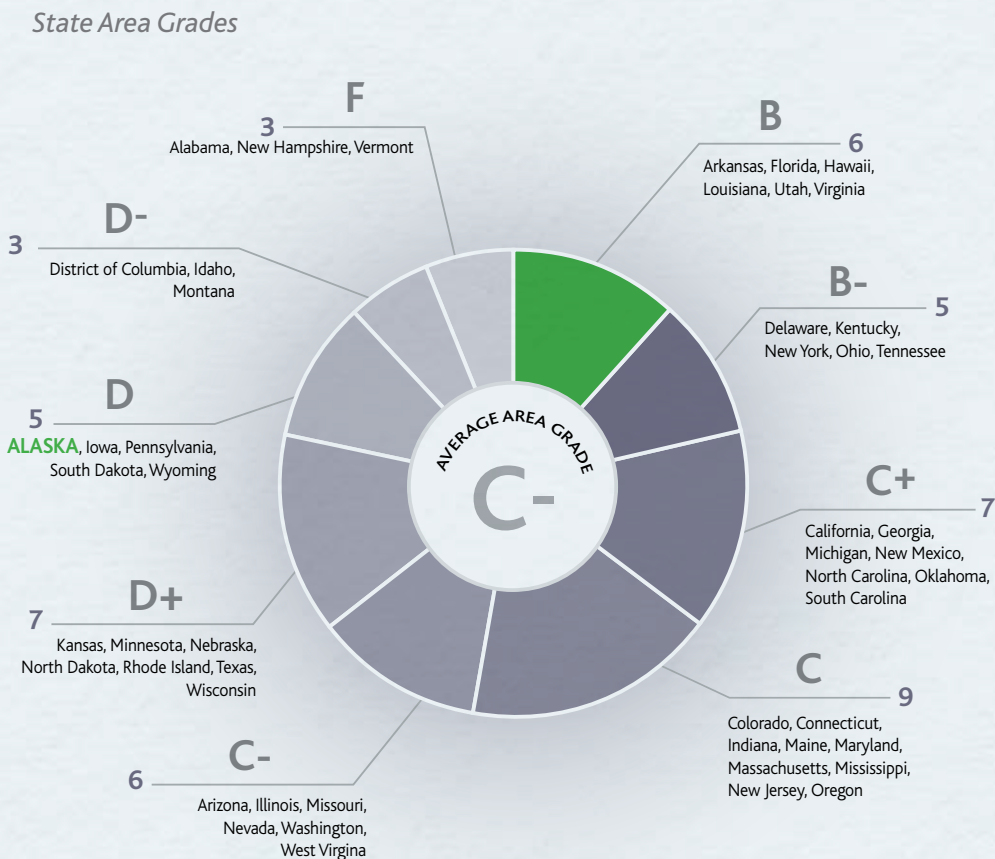 State Area Grades
F
3
Alabama, New Hampshire, Vermont
B
6
Arkansas, Florida, Hawaii,
Louisiana, Utah, Virginia
D-
3
District of Columbia, Idaho,
Montana
B-
5
Delaware, Kentucky,
New York, Ohio, Tennessee
D
5
ALASKA, Iowa, Pennsylvania,
South Dakota, Wyoming
AVERAGE AREA GRADE
C-
C+
7
California, Georgia,
Michigan, New Mexico,
North Carolina, Oklahoma,
South Carolina
D+
7
Kansas, Minnesota, Nebraska,
North Dakota, Rhode Island, Texas,
Wisconsin
C
9
Colorado, Connecticut,
Indiana, Maine, Maryland,
Massachusetts, Mississippi,
New Jersey, Oregon
C-
6
Arizona, Illinois, Missouri,
Nevada, Washington,
West Virgina